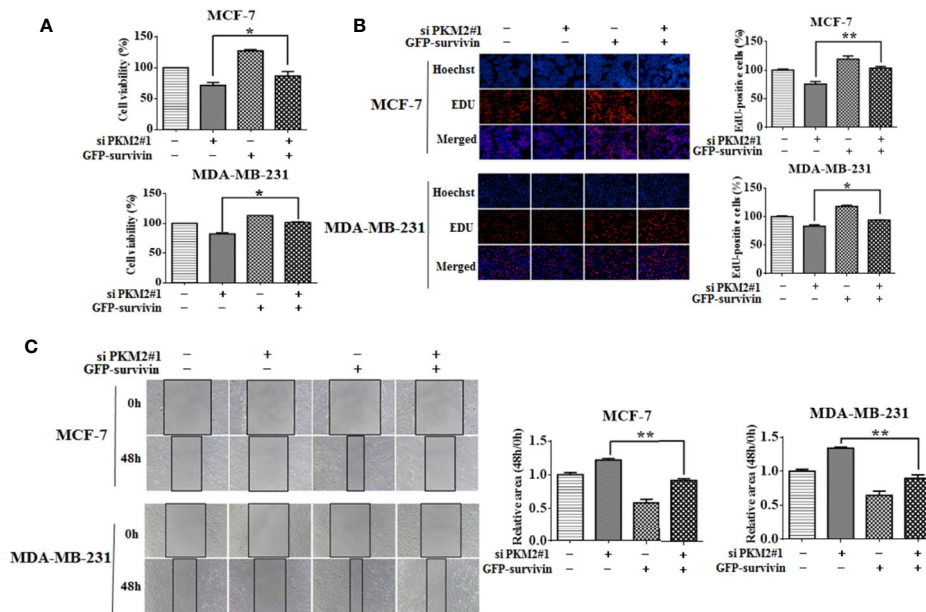 A
MCF-7
Cell viability (%)
150
100
50
0
*
si PKM2#1 – + – +
GFP-survivin – – + +
MDA-MB-231
Cell viability (%)
150
100
50
0
*
si PKM2#1 – + – +
GFP-survivin – – + +
B
si PKM2#1 – + – +
GFP-survivin – – + +
MCF-7
Hoechst
EDU
Merged
MDA-MB-231
Hoechst
EDU
Merged
MCF-7
EdU-positive cells (%)
150
100
50
0
**
si PKM2#1 – + – +
GFP-survivin – – + +
MDA-MB-231
EdU-positive cells (%)
150
100
50
0
*
si PKM2#1 – + – +
GFP-survivin – – + +
C
si PKM2#1 – + – +
GFP-survivin – – + +
MCF-7
0h
48h
MDA-MB-231
0h
48h
MCF-7
Relative area (48h/0h)
1.5
1.0
0.5
0.0
**
si PKM2#1 – + – +
GFP-survivin – – + +
MDA-MB-231
Relative area (48h/0h)
1.5
1.0
0.5
0.0
**
si PKM2#1 – + – +
GFP-survivin – – + +